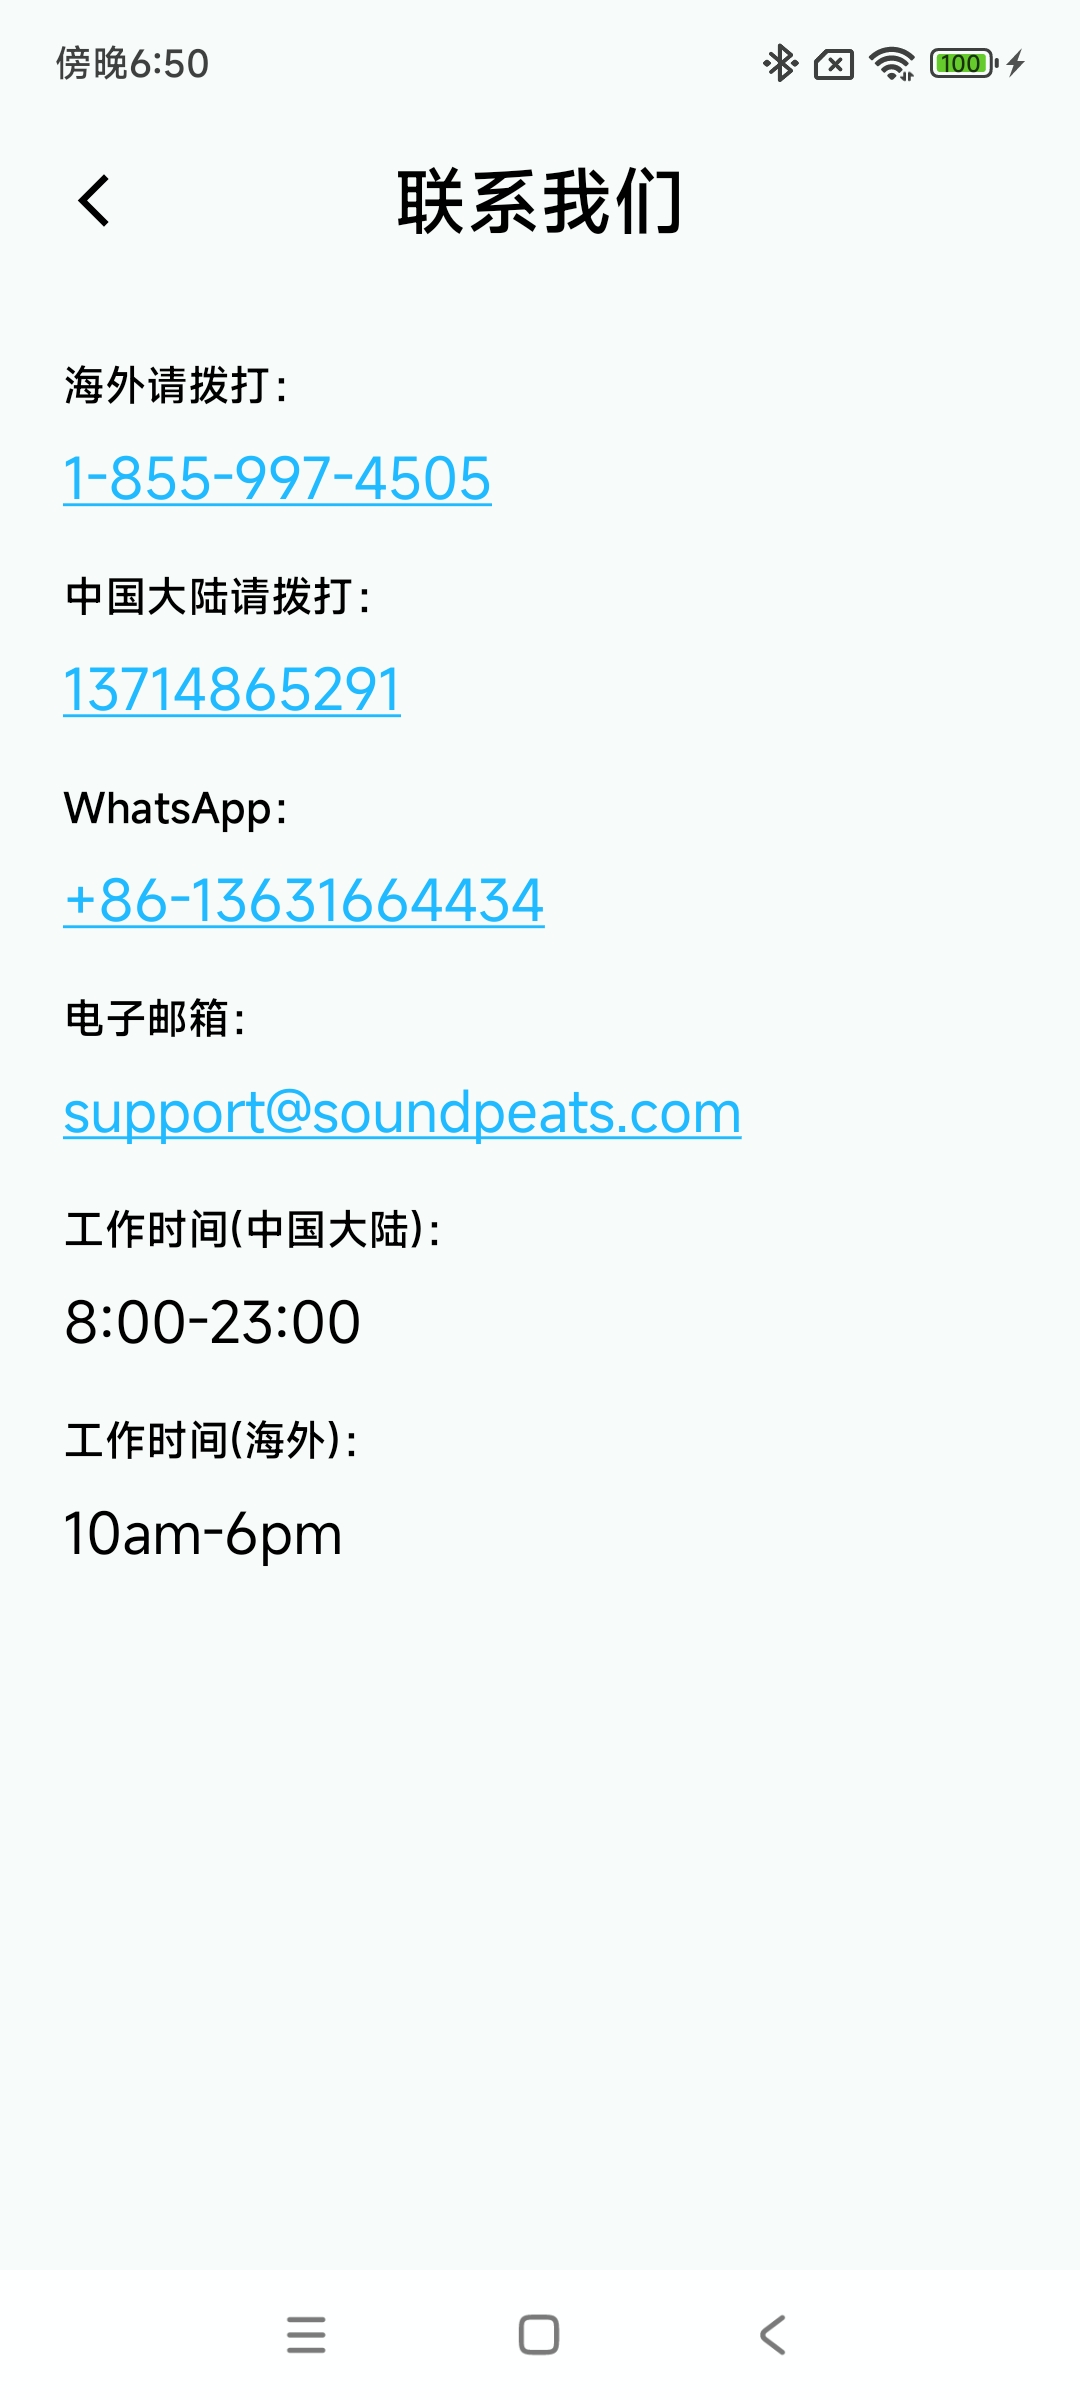 傍晚6:50
100
联系我们
海外请拨打:
1-855-997-4505
中国大陆请拨打:
13714865291
WhatsApp:
+86-13631664434
电子邮箱:
support@soundpeats.com
工作时间(中国大陆):
8:00-23:00
工作时间(海外):
10am-6pm